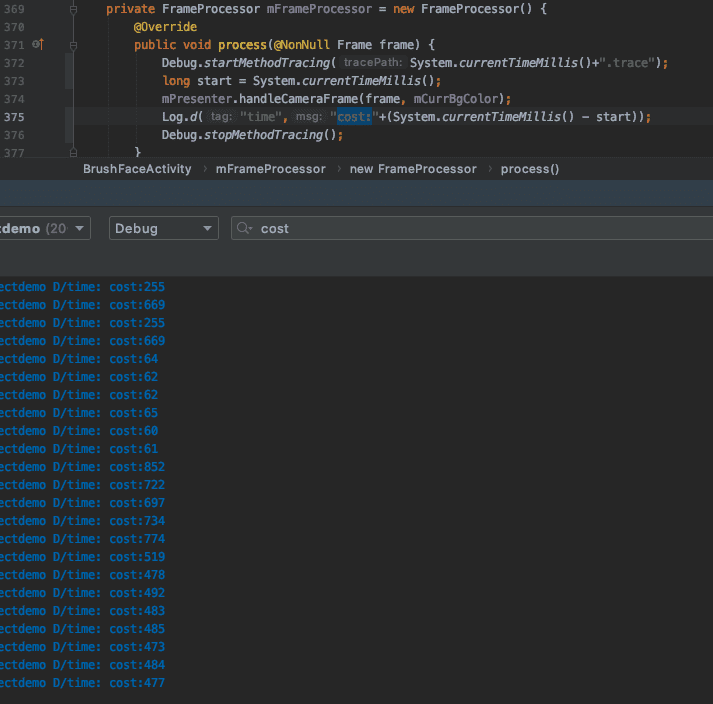 369 private FrameProcessor mFrameProcessor = new FrameProcessor() {
370 @Override
371 public void process(@NonNull Frame frame) {
372 Debug.startMethodTracing( tracePath: System.currentTimeMillis()+".trace");
373 long start = System.currentTimeMillis();
374 mPresenter.handleCameraFrame(frame, mCurrBgColor);
375 Log.d( tag: "time", msg: "cost:"+(System.currentTimeMillis() - start));
376 Debug.stopMethodTracing();
377 }
BrushFaceActivity › mFrameProcessor › new FrameProcessor › process()
tdemo (20 Debug cost
ectdemo D/time: cost:255
ectdemo D/time: cost:669
ectdemo D/time: cost:255
ectdemo D/time: cost:669
ectdemo D/time: cost:64
ectdemo D/time: cost:62
ectdemo D/time: cost:62
ectdemo D/time: cost:65
ectdemo D/time: cost:60
ectdemo D/time: cost:61
ectdemo D/time: cost:852
ectdemo D/time: cost:722
ectdemo D/time: cost:697
ectdemo D/time: cost:734
ectdemo D/time: cost:774
ectdemo D/time: cost:519
ectdemo D/time: cost:478
ectdemo D/time: cost:492
ectdemo D/time: cost:483
ectdemo D/time: cost:485
ectdemo D/time: cost:473
ectdemo D/time: cost:484
ectdemo D/time: cost:477